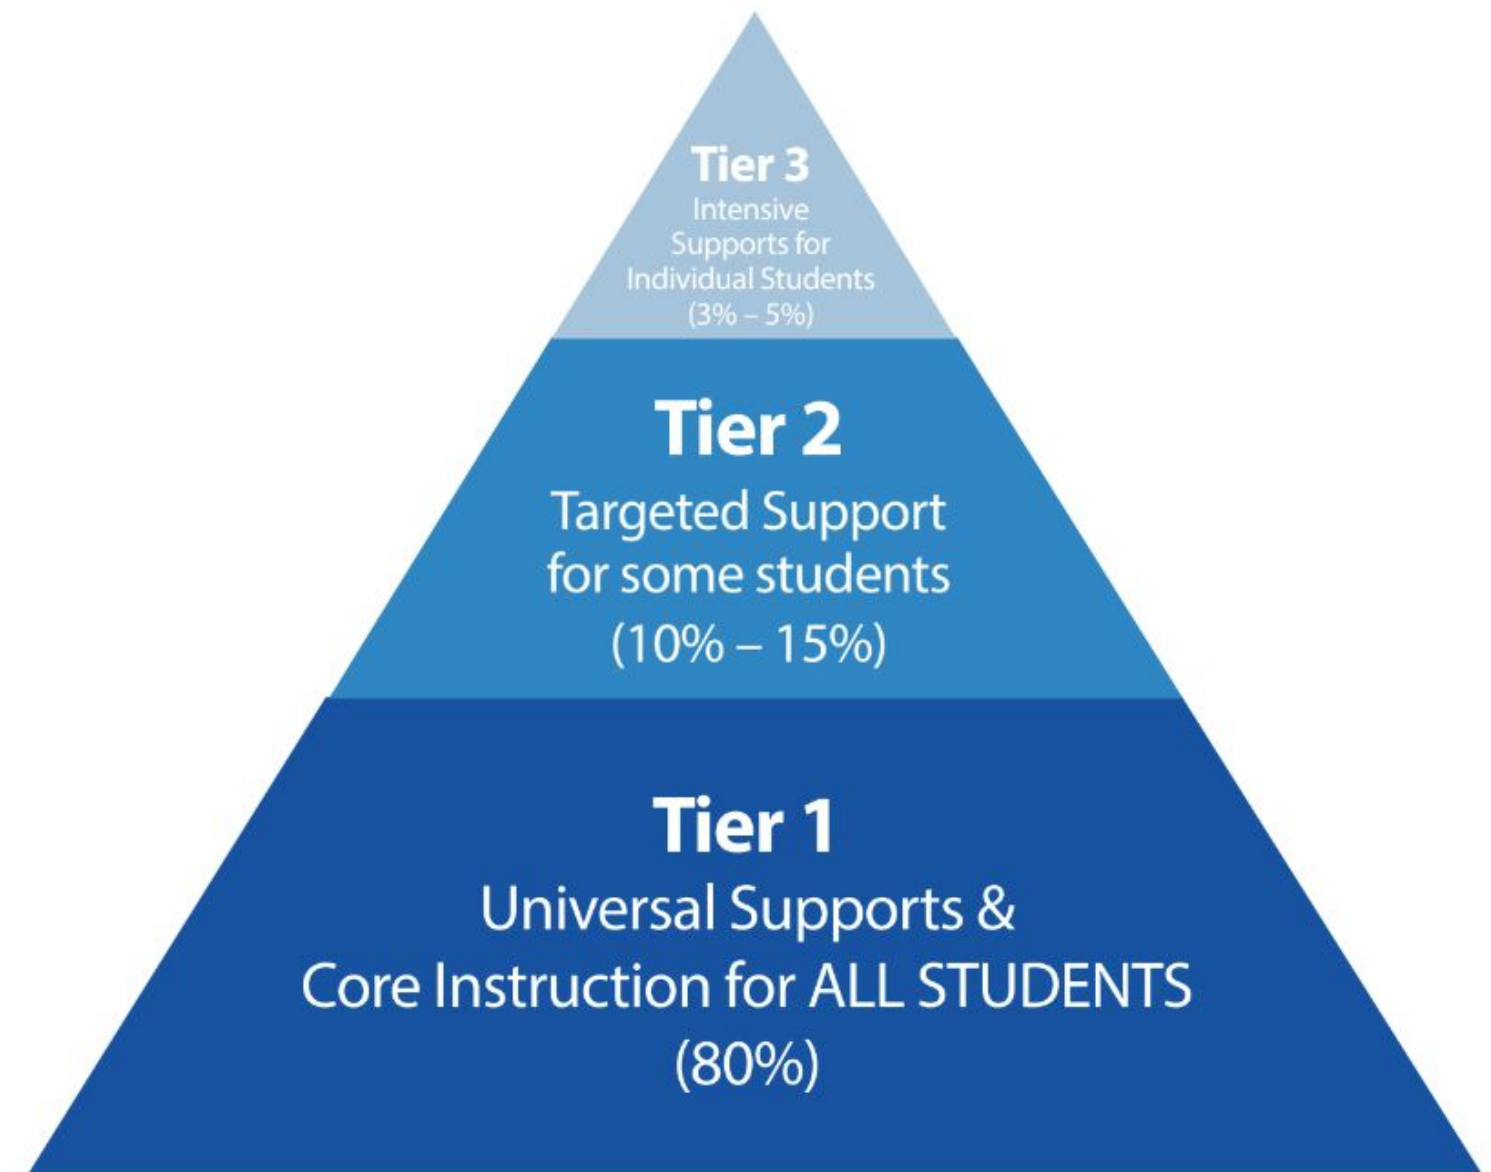 Tier 3
Intensive
Supports for
Individual Students
(3% – 5%)
Tier 2
Targeted Support
for some students
(10% – 15%)
Tier 1
Universal Supports &
Core Instruction for ALL STUDENTS
(80%)